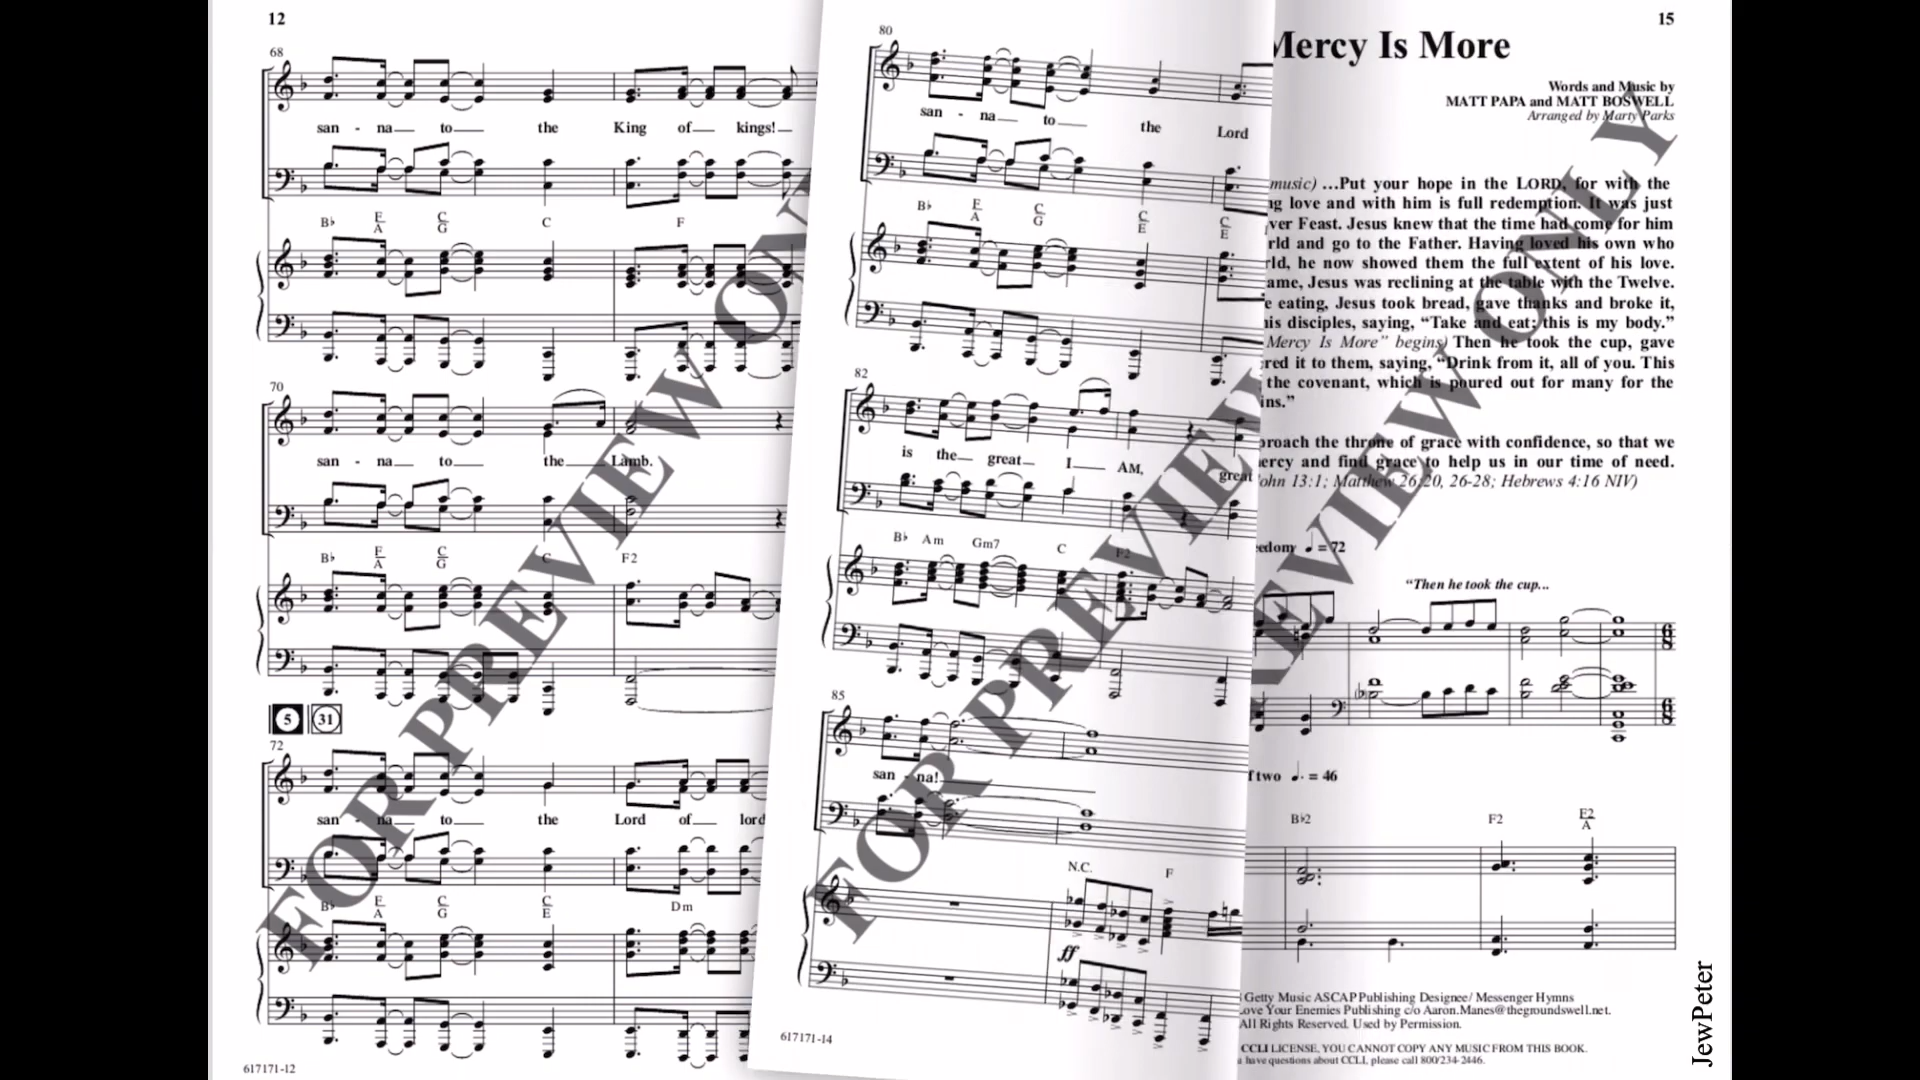 12
68
san - na to the King of kings!
B♭ F/A C/G C F
70
san - na to the Lamb.
B♭ F/A C/G C F2
5 31
72
san - na to the Lord of lord
B♭ F/A C/G C/E Dm
617171-12
80
san - na to the Lord
B♭ F/A C/G C/E C/E
82
is the great I AM, great
B♭ Am Gm7 C F2
85
san - na!
N.C. F
ff
617171-14
15
Mercy Is More
Words and Music by
MATT PAPA and MATT BOSWELL
Arranged by Marty Parks
music) …Put your hope in the LORD, for with the
ng love and with him is full redemption. It was just
ver Feast. Jesus knew that the time had come for him
rld and go to the Father. Having loved his own who
rld, he now showed them the full extent of his love.
ame, Jesus was reclining at the table with the Twelve.
e eating, Jesus took bread, gave thanks and broke it,
his disciples, saying, “Take and eat; this is my body.”
Mercy Is More” begins) Then he took the cup, gave
ered it to them, saying, “Drink from it, all of you. This
the covenant, which is poured out for many for the
ins.”
proach the throne of grace with confidence, so that we
ercy and find grace to help us in our time of need.
John 13:1; Matthew 26:20, 26-28; Hebrews 4:16 NIV)
edom ♩ = 72
“Then he took the cup...
6/8
f two ♩. = 46
B♭2 F2 F2/A
Getty Music ASCAP Publishing Designee/ Messenger Hymns
Love Your Enemies Publishing c/o Aaron.Manes@thegroundswell.net.
All Rights Reserved. Used by Permission.
CCLI LICENSE, YOU CANNOT COPY ANY MUSIC FROM THIS BOOK.
u have questions about CCLI, please call 800/234-2446.
FOR PREVIEW ONLY
FOR PREVIEW ONLY
JewPeter